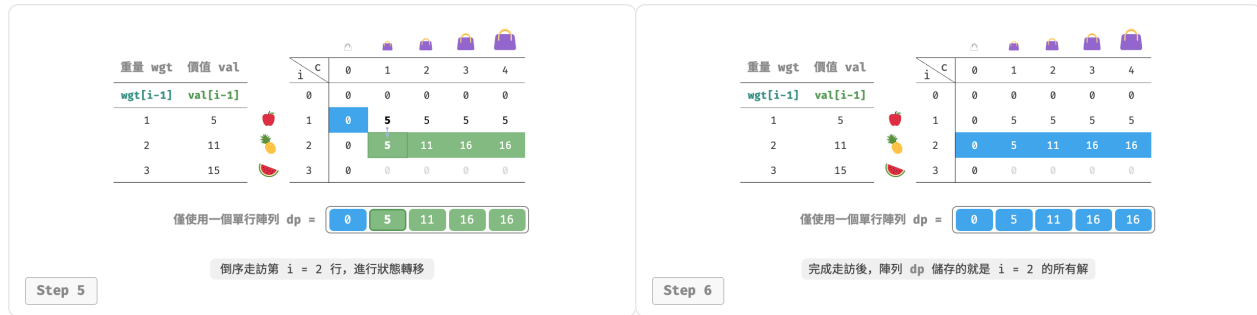 重量 wgt 價值 val
i C 0 1 2 3 4
wgt[i-1] val[i-1] 0 0 0 0 0 0
1 5 1 0 5 5 5 5
2 11 2 0 5 11 16 16
3 15 3 0 0 0 0 0
僅使用一個單行陣列 dp = 0 5 11 16 16
倒序走訪第 i = 2 行，進行狀態轉移
Step 5
重量 wgt 價值 val
i C 0 1 2 3 4
wgt[i-1] val[i-1] 0 0 0 0 0 0
1 5 1 0 5 5 5 5
2 11 2 0 5 11 16 16
3 15 3 0 0 0 0 0
僅使用一個單行陣列 dp = 0 5 11 16 16
完成走訪後，陣列 dp 儲存的就是 i = 2 的所有解
Step 6